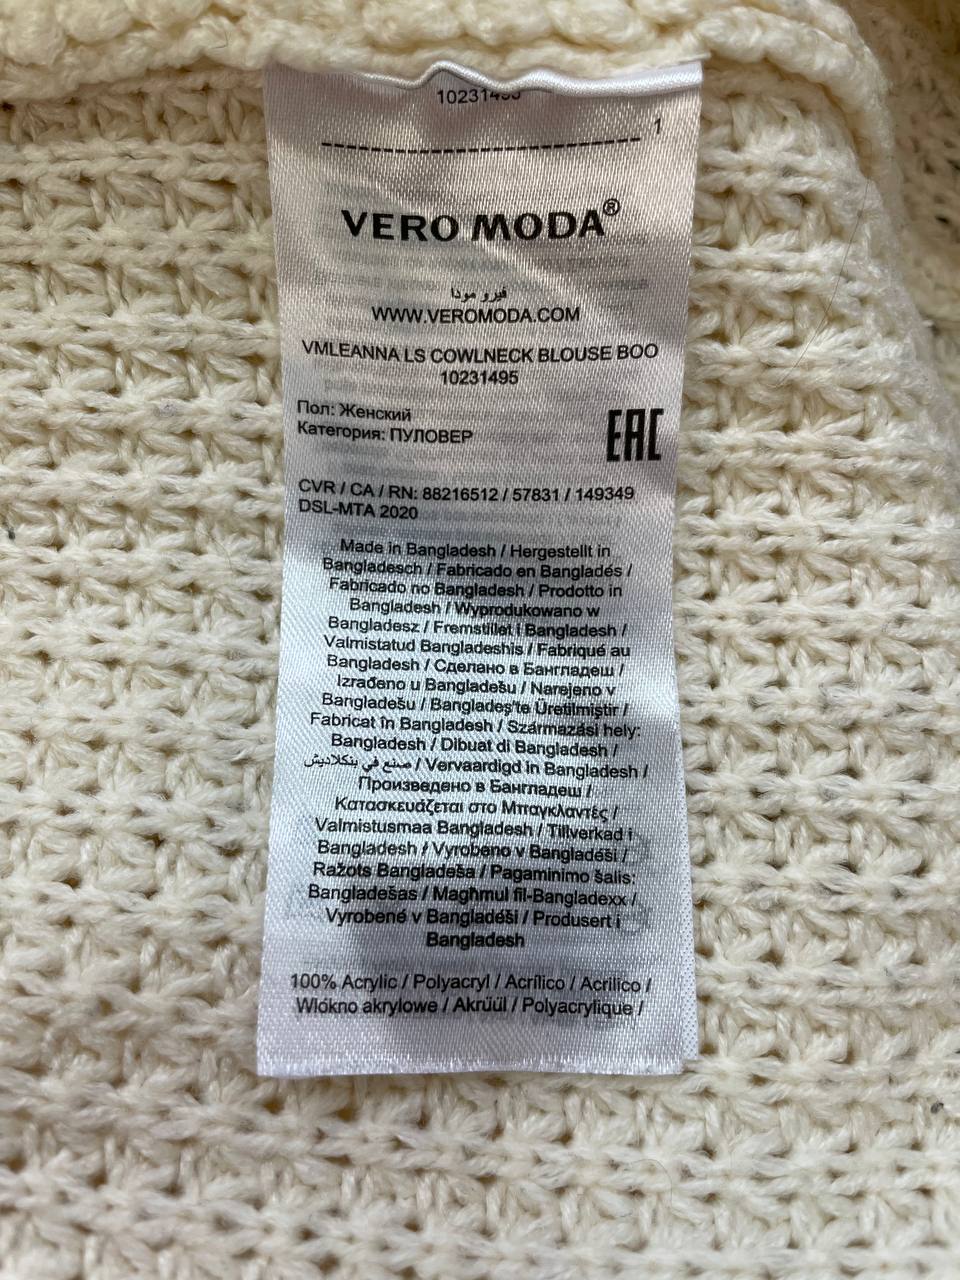 10231495
1
VERO MODA®
فيرو مودا
WWW.VEROMODA.COM
VMLEANNA LS COWLNECK BLOUSE BOO
10231495
Пол: Женский
Категория: ПУЛОВЕР
EAC
CVR / CA / RN: 88216512 / 57831 / 149349
DSL-MTA 2020
Made in Bangladesh / Hergestellt in
Bangladesch / Fabricado en Bangladés /
Fabricado no Bangladesh / Prodotto in
Bangladesh / Wyprodukowano w
Bangladesz / Fremstillet i Bangladesh /
Valmistatud Bangladeshis / Fabriqué au
Bangladesh / Сделано в Бангладеш /
Izrađeno u Bangladešu / Narejeno v
Bangladešu / Bangladeş'te Üretilmiştir /
Fabricat în Bangladesh / Származási hely:
Bangladesh / Dibuat di Bangladesh /
صنع في بنكلاديش / Vervaardigd in Bangladesh /
Произведено в Бангладеш /
Κατασκευάζεται στο Μπαγκλαντές /
Valmistusmaa Bangladesh / Tillverkad i
Bangladesh / Vyrobeno v Bangladéši /
Ražots Bangladeša / Pagaminimo šalis:
Bangladešas / Magħmul fil-Bangladexx /
Vyrobené v Bangladéši / Produsert i
Bangladesh
100% Acrylic / Polyacryl / Acrílico / Acrilico /
Włókno akrylowe / Akrüül / Polyacrylique /